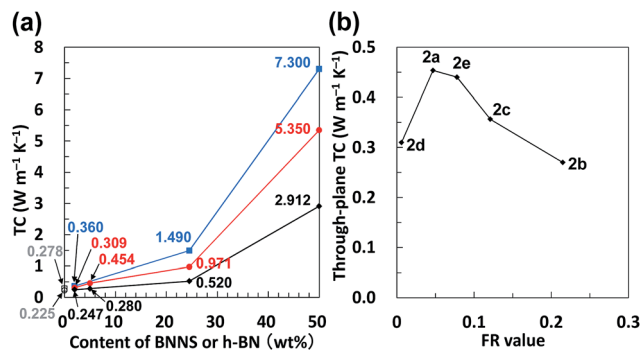 (a)
8
7
6
5
4
3
2
1
0
TC (W m⁻¹ K⁻¹)
7.300
5.350
2.912
1.490
0.971
0.520
0.360
0.309
0.454
0.278
0.225
0.247
0.280
0 10 20 30 40 50
Content of BNNS or h-BN (wt%)
(b)
0.5
0.4
0.3
0.2
0.1
0.0
Through-plane TC (W m⁻¹ K⁻¹)
2a
2e
2c
2d
2b
0 0.1 0.2 0.3
FR value